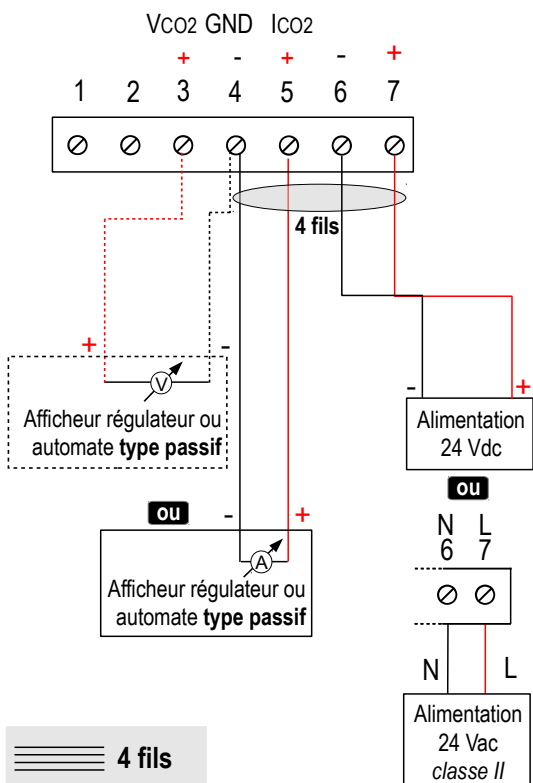 VCO2 GND ICO2
+ - + - +
1 2 3 4 5 6 7
4 fils
+ -
V
Afficheur régulateur ou
automate type passif
- +
Alimentation
24 Vdc
ou
ou
- +
A
Afficheur régulateur ou
automate type passif
N L
6 7
N L
Alimentation
24 Vac
classe II
4 fils